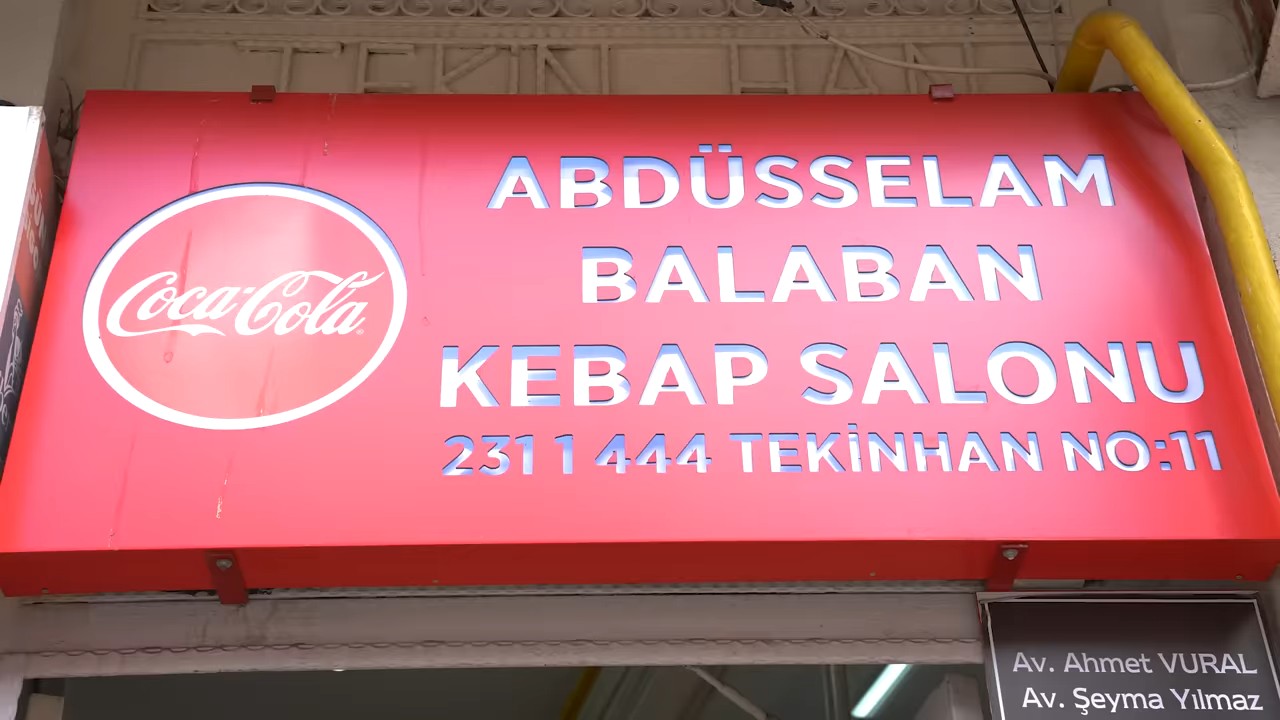 Coca-Cola
ABDÜSSELAM
BALABAN
KEBAP SALONU
231 1 444 TEKİNHAN NO:11
Av. Ahmet VURAL
Av. Şeyma Yılmaz